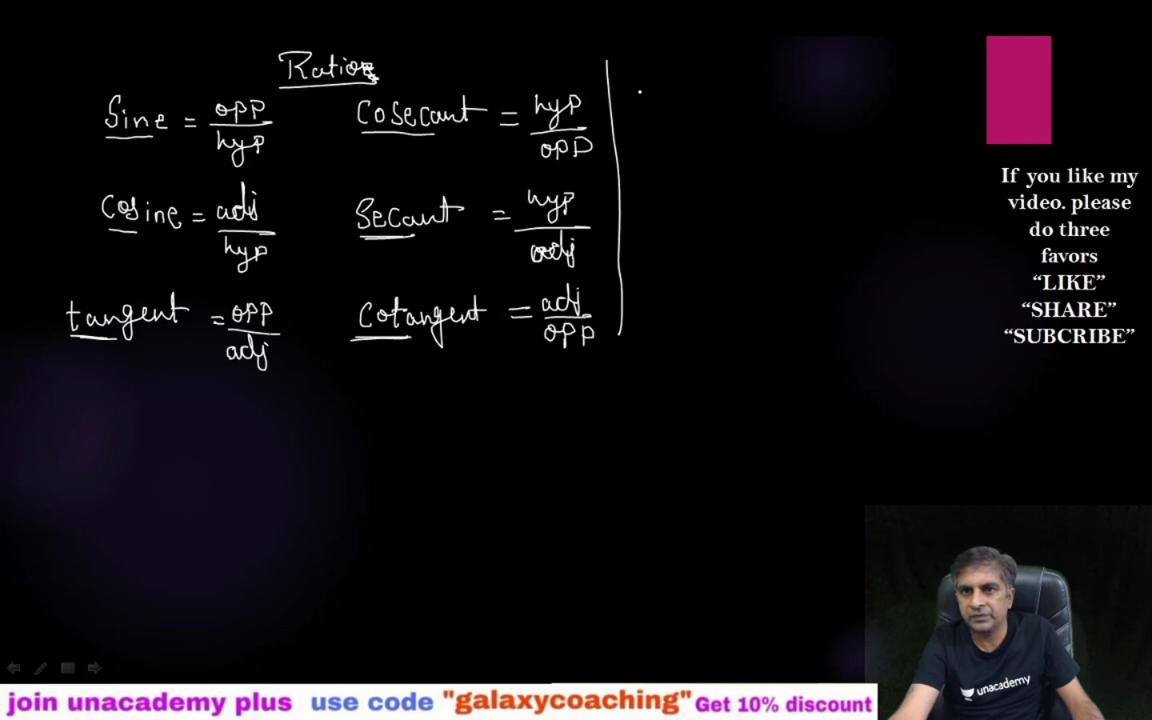 Ratios
Sine = opp/hyp
Cosecant = hyp/opp
Cosine = adj/hyp
Secant = hyp/adj
tangent = opp/adj
Cotangent = adj/opp
If you like my
video. please
do three
favors
“LIKE”
“SHARE”
“SUBCRIBE”
unacademy
join unacademy plus use code "galaxycoaching" Get 10% discount